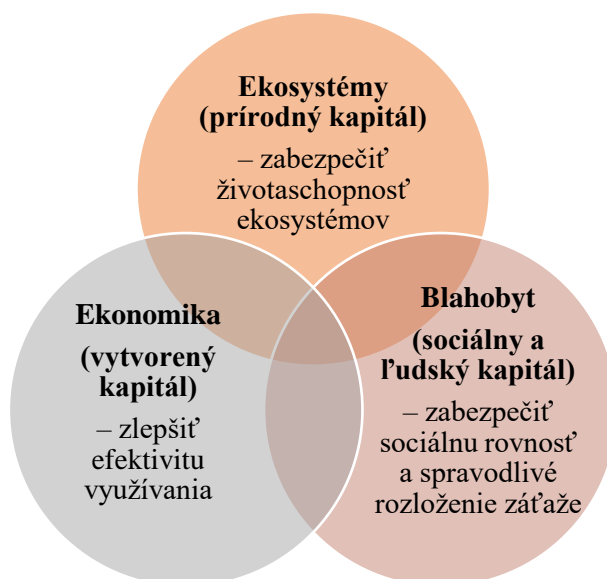 Ekosystémy
(prírodný kapitál)
– zabezpečiť
životaschopnosť
ekosystémov
Ekonomika
(vytvorený
kapitál)
– zlepšiť
efektivitu
využívania
Blahobyt
(sociálny a
ľudský kapitál)
– zabezpečiť
sociálnu rovnosť
a spravodlivé
rozloženie záťaže